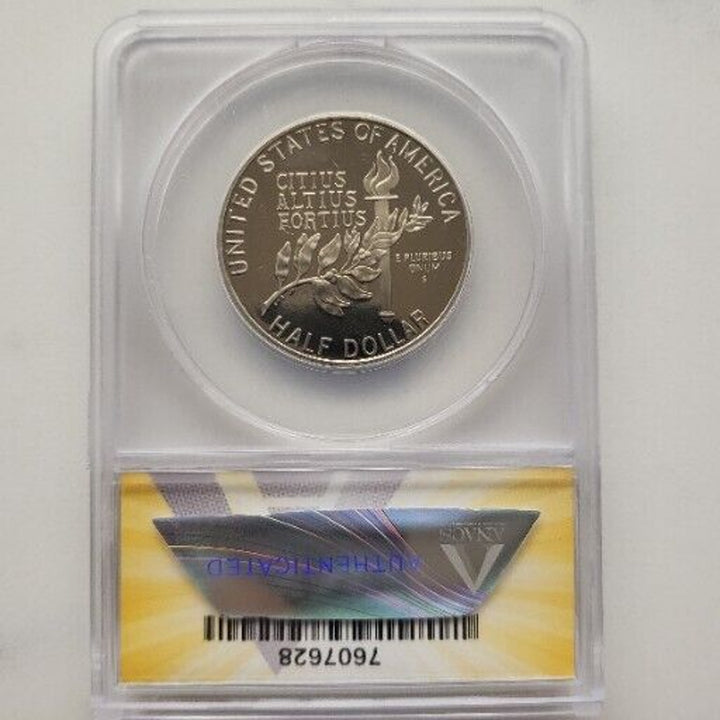 UNITED STATES OF AMERICA
CITIUS
ALTIUS
FORTIUS
E PLURIBUS
UNUM
S
HALF DOLLAR
ANACS
AUTHENTICATED
7607628